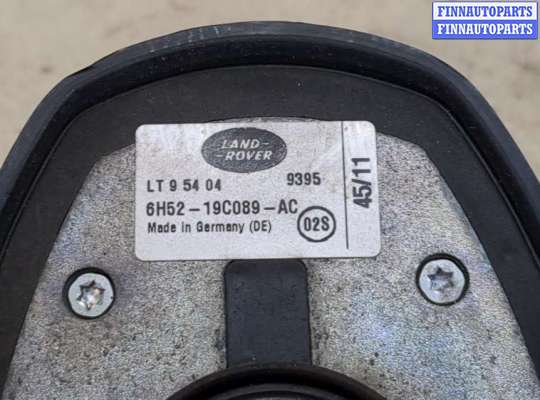 FINNAUTOPARTS
FINNAUTOPARTS
LAND-
-ROVER
LT 9 54 04 9395
6H52-19C089-AC
Made in Germany (DE) 02S
45/11